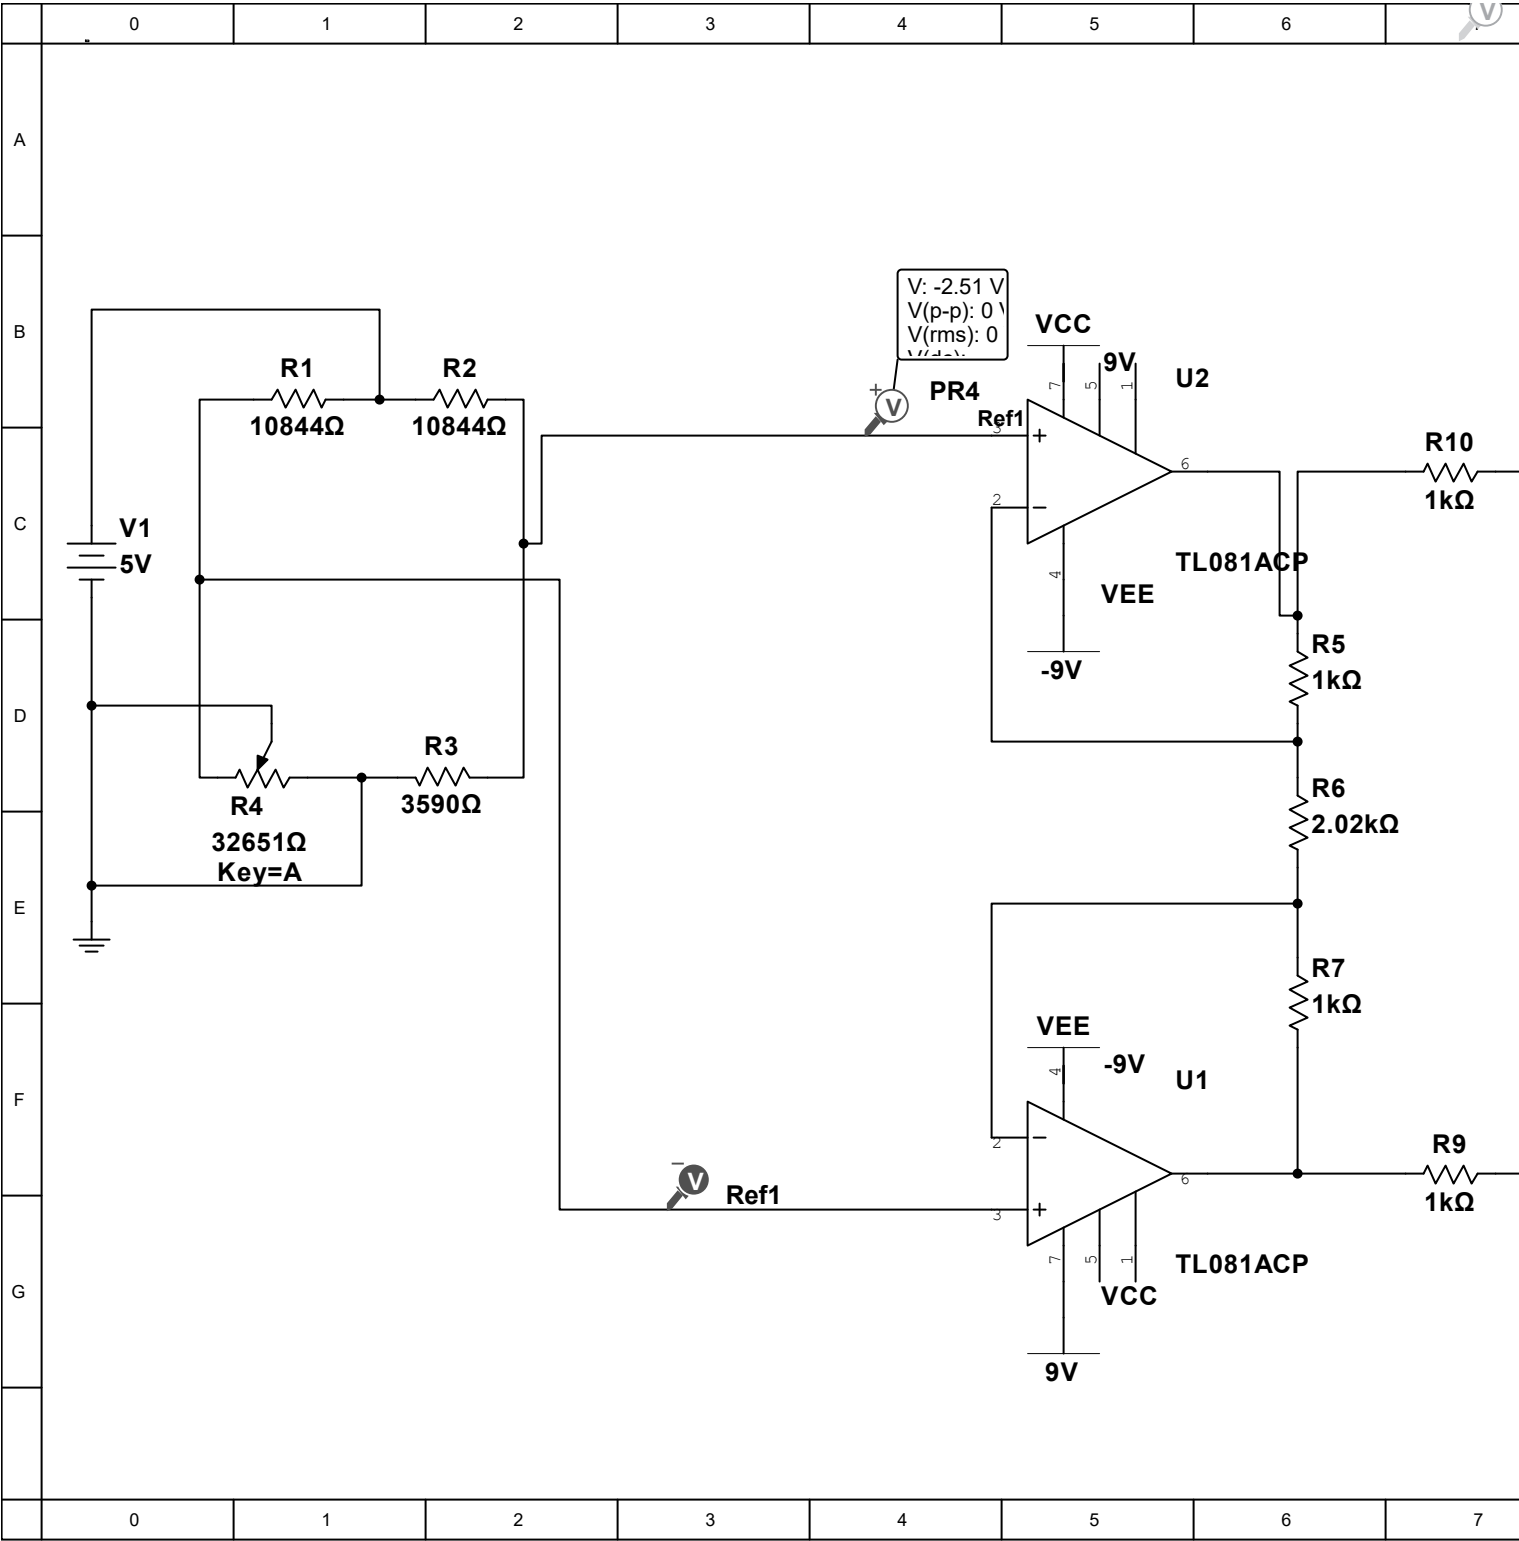 0 1 2 3 4 5 6
V
A
B
C
D
E
F
G
V: -2.51 V
V(p-p): 0 V
V(rms): 0
VCC
9V
U2
7 5 1
R1
R2
10844Ω
10844Ω
+
V
PR4
Ref1
3
+
6
R10
1kΩ
2
−
V1
5V
4
TL081ACP
VEE
-9V
R5
1kΩ
R3
3590Ω
R4
32651Ω
Key=A
R6
2.02kΩ
R7
1kΩ
VEE
-9V
4
U1
2
−
R9
1kΩ
6
−
V
Ref1
3
+
7 5 1
TL081ACP
VCC
9V
0 1 2 3 4 5 6 7